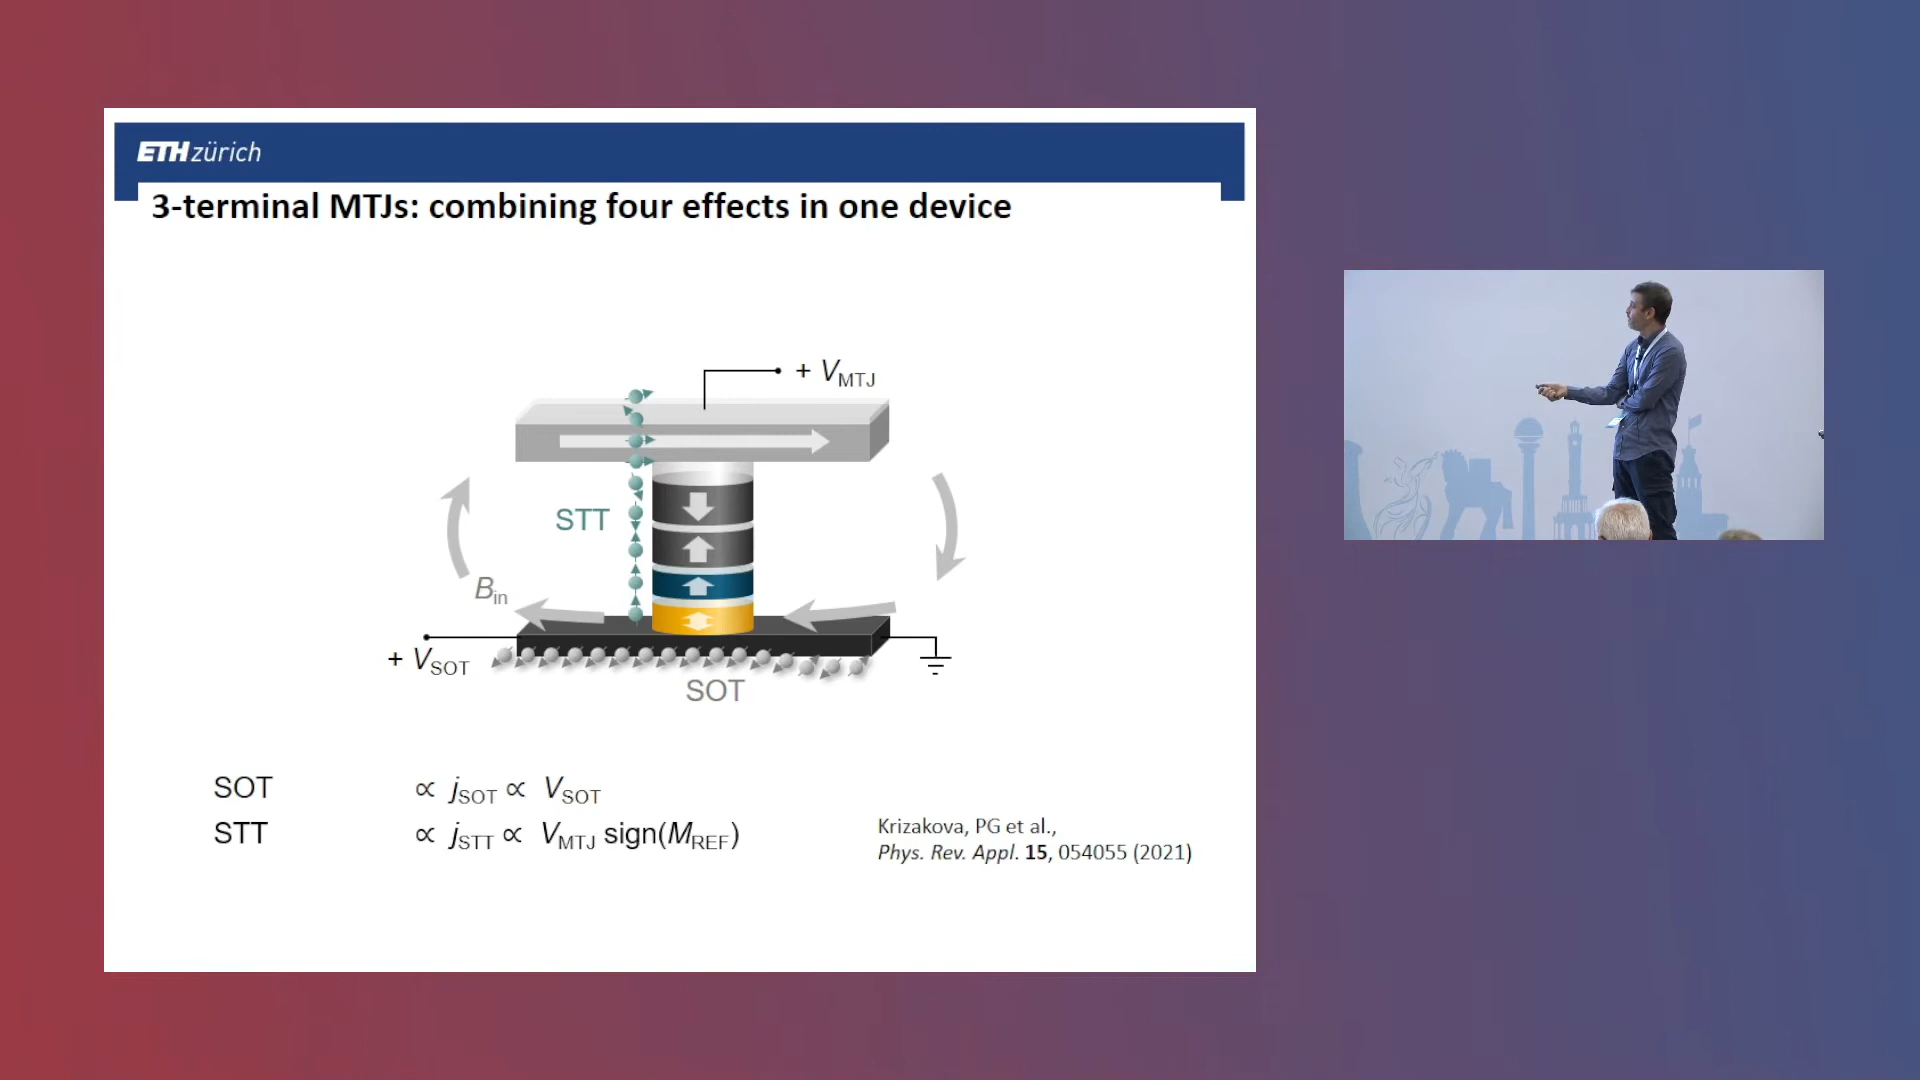 ETH zürich
3-terminal MTJs: combining four effects in one device
+ V_MTJ
STT
B_in
+ V_SOT
SOT
SOT ∝ j_SOT ∝ V_SOT
STT ∝ j_STT ∝ V_MTJ sign(M_REF)
Krizakova, PG et al.,
Phys. Rev. Appl. 15, 054055 (2021)